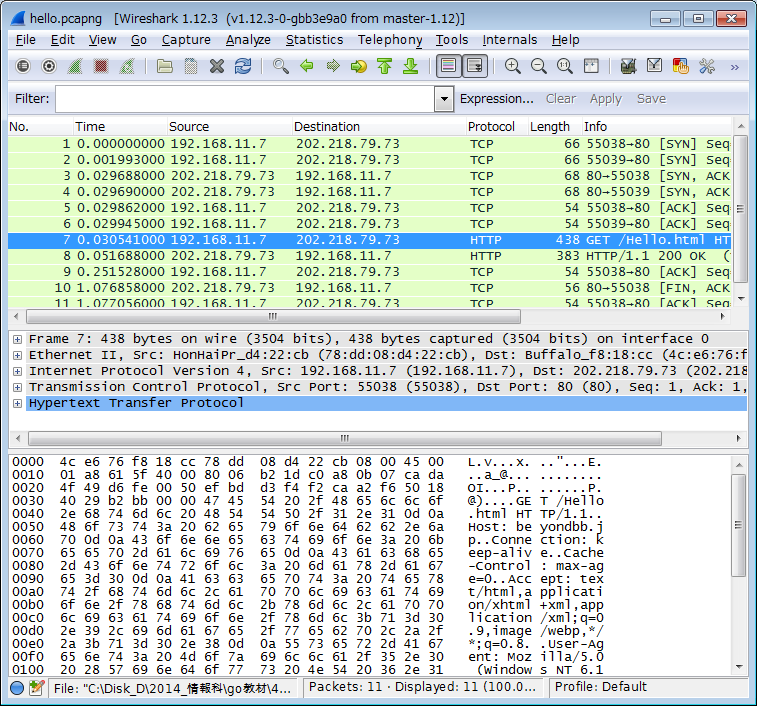 hello.pcapng [Wireshark 1.12.3 (v1.12.3-0-gbb3e9a0 from master-1.12)]
File Edit View Go Capture Analyze Statistics Telephony Tools Internals Help
Filter: Expression... Clear Apply Save
No. Time Source Destination Protocol Length Info
1 0.000000000 192.168.11.7 202.218.79.73 TCP 66 55038→80 [SYN] Seq
2 0.001993000 192.168.11.7 202.218.79.73 TCP 66 55039→80 [SYN] Seq
3 0.029688000 202.218.79.73 192.168.11.7 TCP 68 80→55038 [SYN, ACK
4 0.029690000 202.218.79.73 192.168.11.7 TCP 68 80→55039 [SYN, ACK
5 0.029862000 192.168.11.7 202.218.79.73 TCP 54 55038→80 [ACK] Seq
6 0.029945000 192.168.11.7 202.218.79.73 TCP 54 55039→80 [ACK] Seq
7 0.030541000 192.168.11.7 202.218.79.73 HTTP 438 GET /Hello.html HT
8 0.051688000 202.218.79.73 192.168.11.7 HTTP 383 HTTP/1.1 200 OK (
9 0.251528000 192.168.11.7 202.218.79.73 TCP 54 55038→80 [ACK] Seq
10 1.076858000 202.218.79.73 192.168.11.7 TCP 56 80→55038 [FIN, ACK
11 1.077056000 192.168.11.7 202.218.79.73 TCP 54 55038→80 [ACK] Seq
Frame 7: 438 bytes on wire (3504 bits), 438 bytes captured (3504 bits) on interface 0
Ethernet II, Src: HonHaiPr_d4:22:cb (78:dd:08:d4:22:cb), Dst: Buffalo_f8:18:cc (4c:e6:76:f
Internet Protocol Version 4, Src: 192.168.11.7 (192.168.11.7), Dst: 202.218.79.73 (202.218
Transmission Control Protocol, Src Port: 55038 (55038), Dst Port: 80 (80), Seq: 1, Ack: 1,
Hypertext Transfer Protocol
0000 4c e6 76 f8 18 cc 78 dd 08 d4 22 cb 08 00 45 00 L.v...x. .."...E.
0010 01 a8 61 5f 40 00 80 06 b2 1d c0 a8 0b 07 ca da ..a_@... ........
0020 4f 49 d6 fe 00 50 ef bd d3 f4 f2 ca a2 f6 50 18 OI...P.. ......P.
0030 40 29 b2 bb 00 00 47 45 54 20 2f 48 65 6c 6c 6f @)....GE T /Hello
0040 2e 68 74 6d 6c 20 48 54 54 50 2f 31 2e 31 0d 0a .html HT TP/1.1..
0050 48 6f 73 74 3a 20 62 65 79 6f 6e 64 62 62 2e 6a Host: be yondbb.j
0060 70 0d 0a 43 6f 6e 6e 65 63 74 69 6f 6e 3a 20 6b p..Conne ction: k
0070 65 65 70 2d 61 6c 69 76 65 0d 0a 43 61 63 68 65 eep-aliv e..Cache
0080 2d 43 6f 6e 74 72 6f 6c 3a 20 6d 61 78 2d 61 67 -Control : max-ag
0090 65 3d 30 0d 0a 41 63 63 65 70 74 3a 20 74 65 78 e=0..Acc ept: tex
00a0 74 2f 68 74 6d 6c 2c 61 70 70 6c 69 63 61 74 69 t/html,a pplicati
00b0 6f 6e 2f 78 68 74 6d 6c 2b 78 6d 6c 2c 61 70 70 on/xhtml +xml,app
00c0 6c 69 63 61 74 69 6f 6e 2f 78 6d 6c 3b 71 3d 30 lication /xml;q=0
00d0 2e 39 2c 69 6d 61 67 65 2f 77 65 62 70 2c 2a 2f .9,image /webp,*/
00e0 2a 3b 71 3d 30 2e 38 0d 0a 55 73 65 72 2d 41 67 *;q=0.8. .User-Ag
00f0 65 6e 74 3a 20 4d 6f 7a 69 6c 6c 61 2f 35 2e 30 ent: Moz illa/5.0
0100 20 28 57 69 6e 64 6f 77 73 20 4e 54 20 36 2e 31 (Window s NT 6.1
File: "C:\Disk_D\2014_情報科\go教材\4... Packets: 11 · Displayed: 11 (100.0... Profile: Default